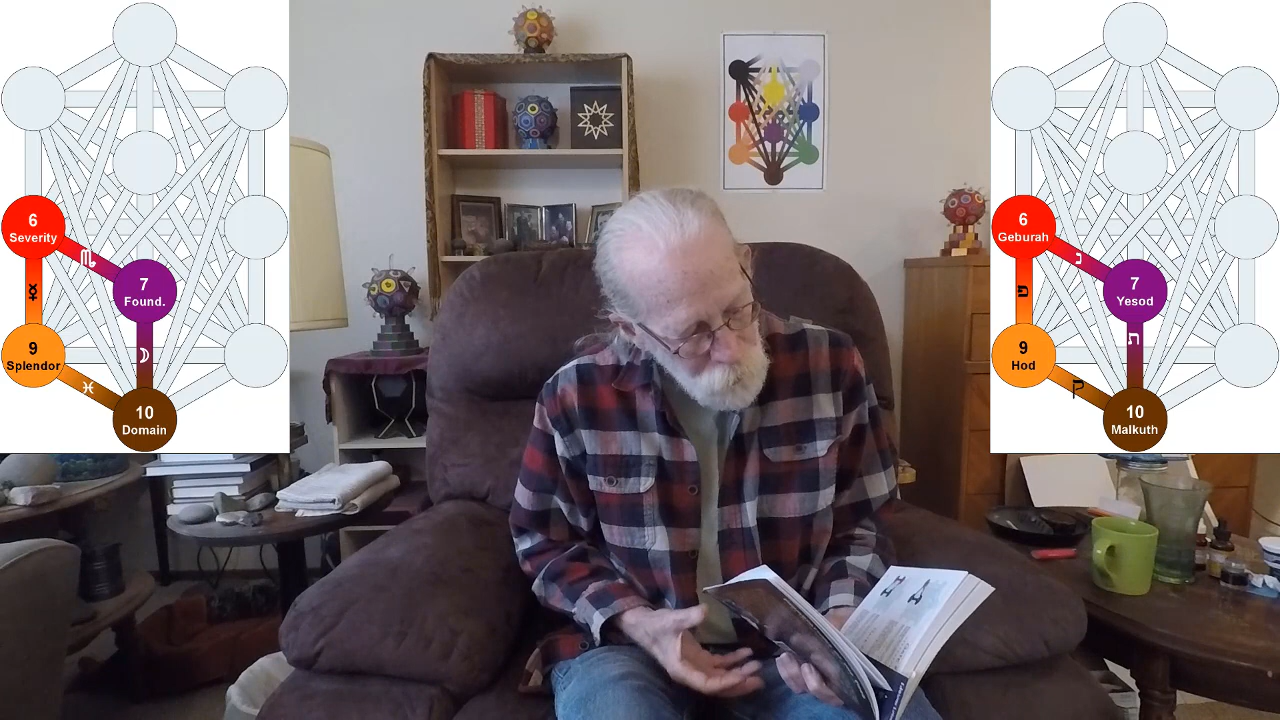 6
Severity
♏
7
Found.
☿
9
Splendor
☽
♓
10
Domain
6
Geburah
נ
7
Yesod
ש
9
Hod
ת
ק
10
Malkuth